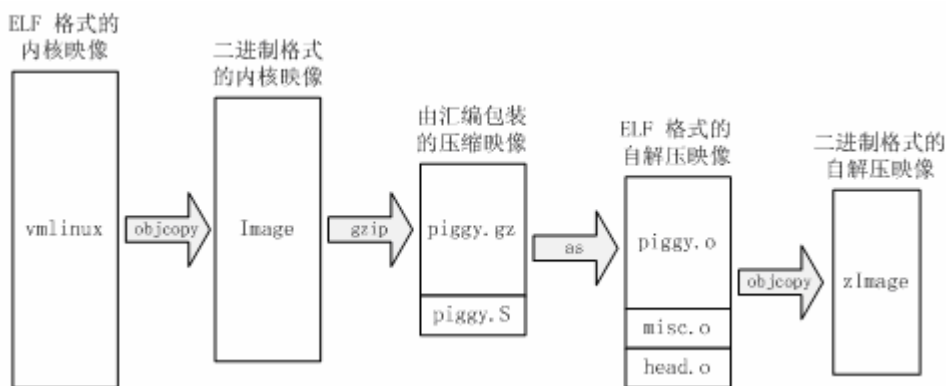 ELF 格式的
内核映像
vmlinux
objcopy
二进制格式
的内核映像
Image
gzip
由汇编包装
的压缩映像
piggy.gz
piggy.S
as
ELF 格式的
自解压映像
piggy.o
misc.o
head.o
objcopy
二进制格式的
自解压映像
zImage